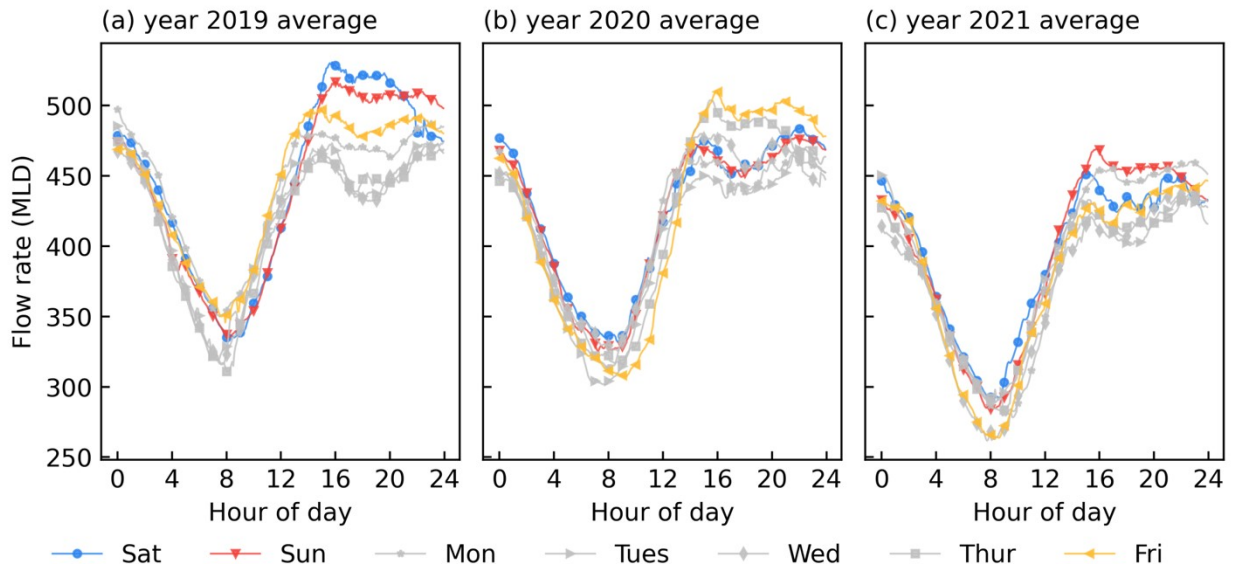 (a) year 2019 average
(b) year 2020 average
(c) year 2021 average
Flow rate (MLD)
500
450
400
350
300
250
0 4 8 12 16 20 24
0 4 8 12 16 20 24
0 4 8 12 16 20 24
Hour of day
Hour of day
Hour of day
Sat Sun Mon Tues Wed Thur Fri